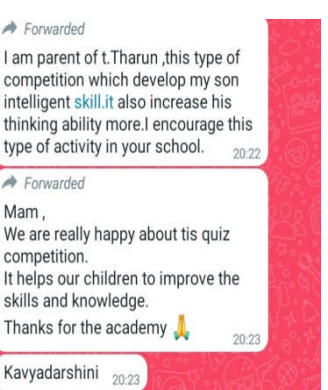 Forwarded
I am parent of t.Tharun ,this type of
competition which develop my son
intelligent skill.it also increase his
thinking ability more.I encourage this
type of activity in your school. 20:22
Forwarded
Mam ,
We are really happy about tis quiz
competition.
It helps our children to improve the
skills and knowledge.
Thanks for the academy 🙏 20:23
Kavyadarshini 20:23